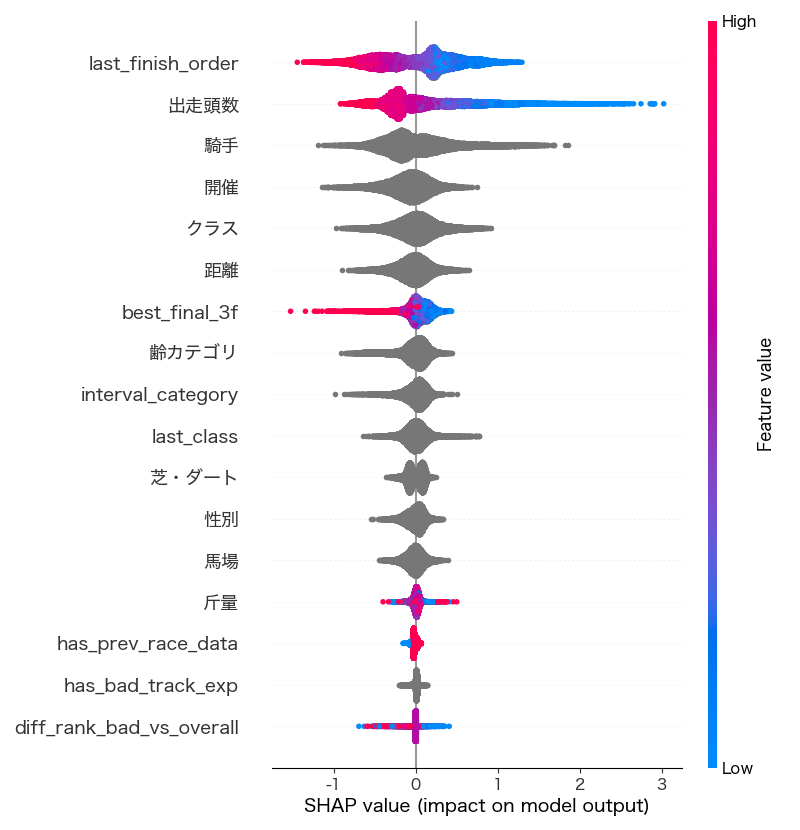 High
last_finish_order
出走頭数
騎手
開催
クラス
距離
best_final_3f
齢カテゴリ
interval_category
last_class
芝・ダート
性別
馬場
斤量
has_prev_race_data
has_bad_track_exp
diff_rank_bad_vs_overall
Feature value
Low
-1 0 1 2 3
SHAP value (impact on model output)